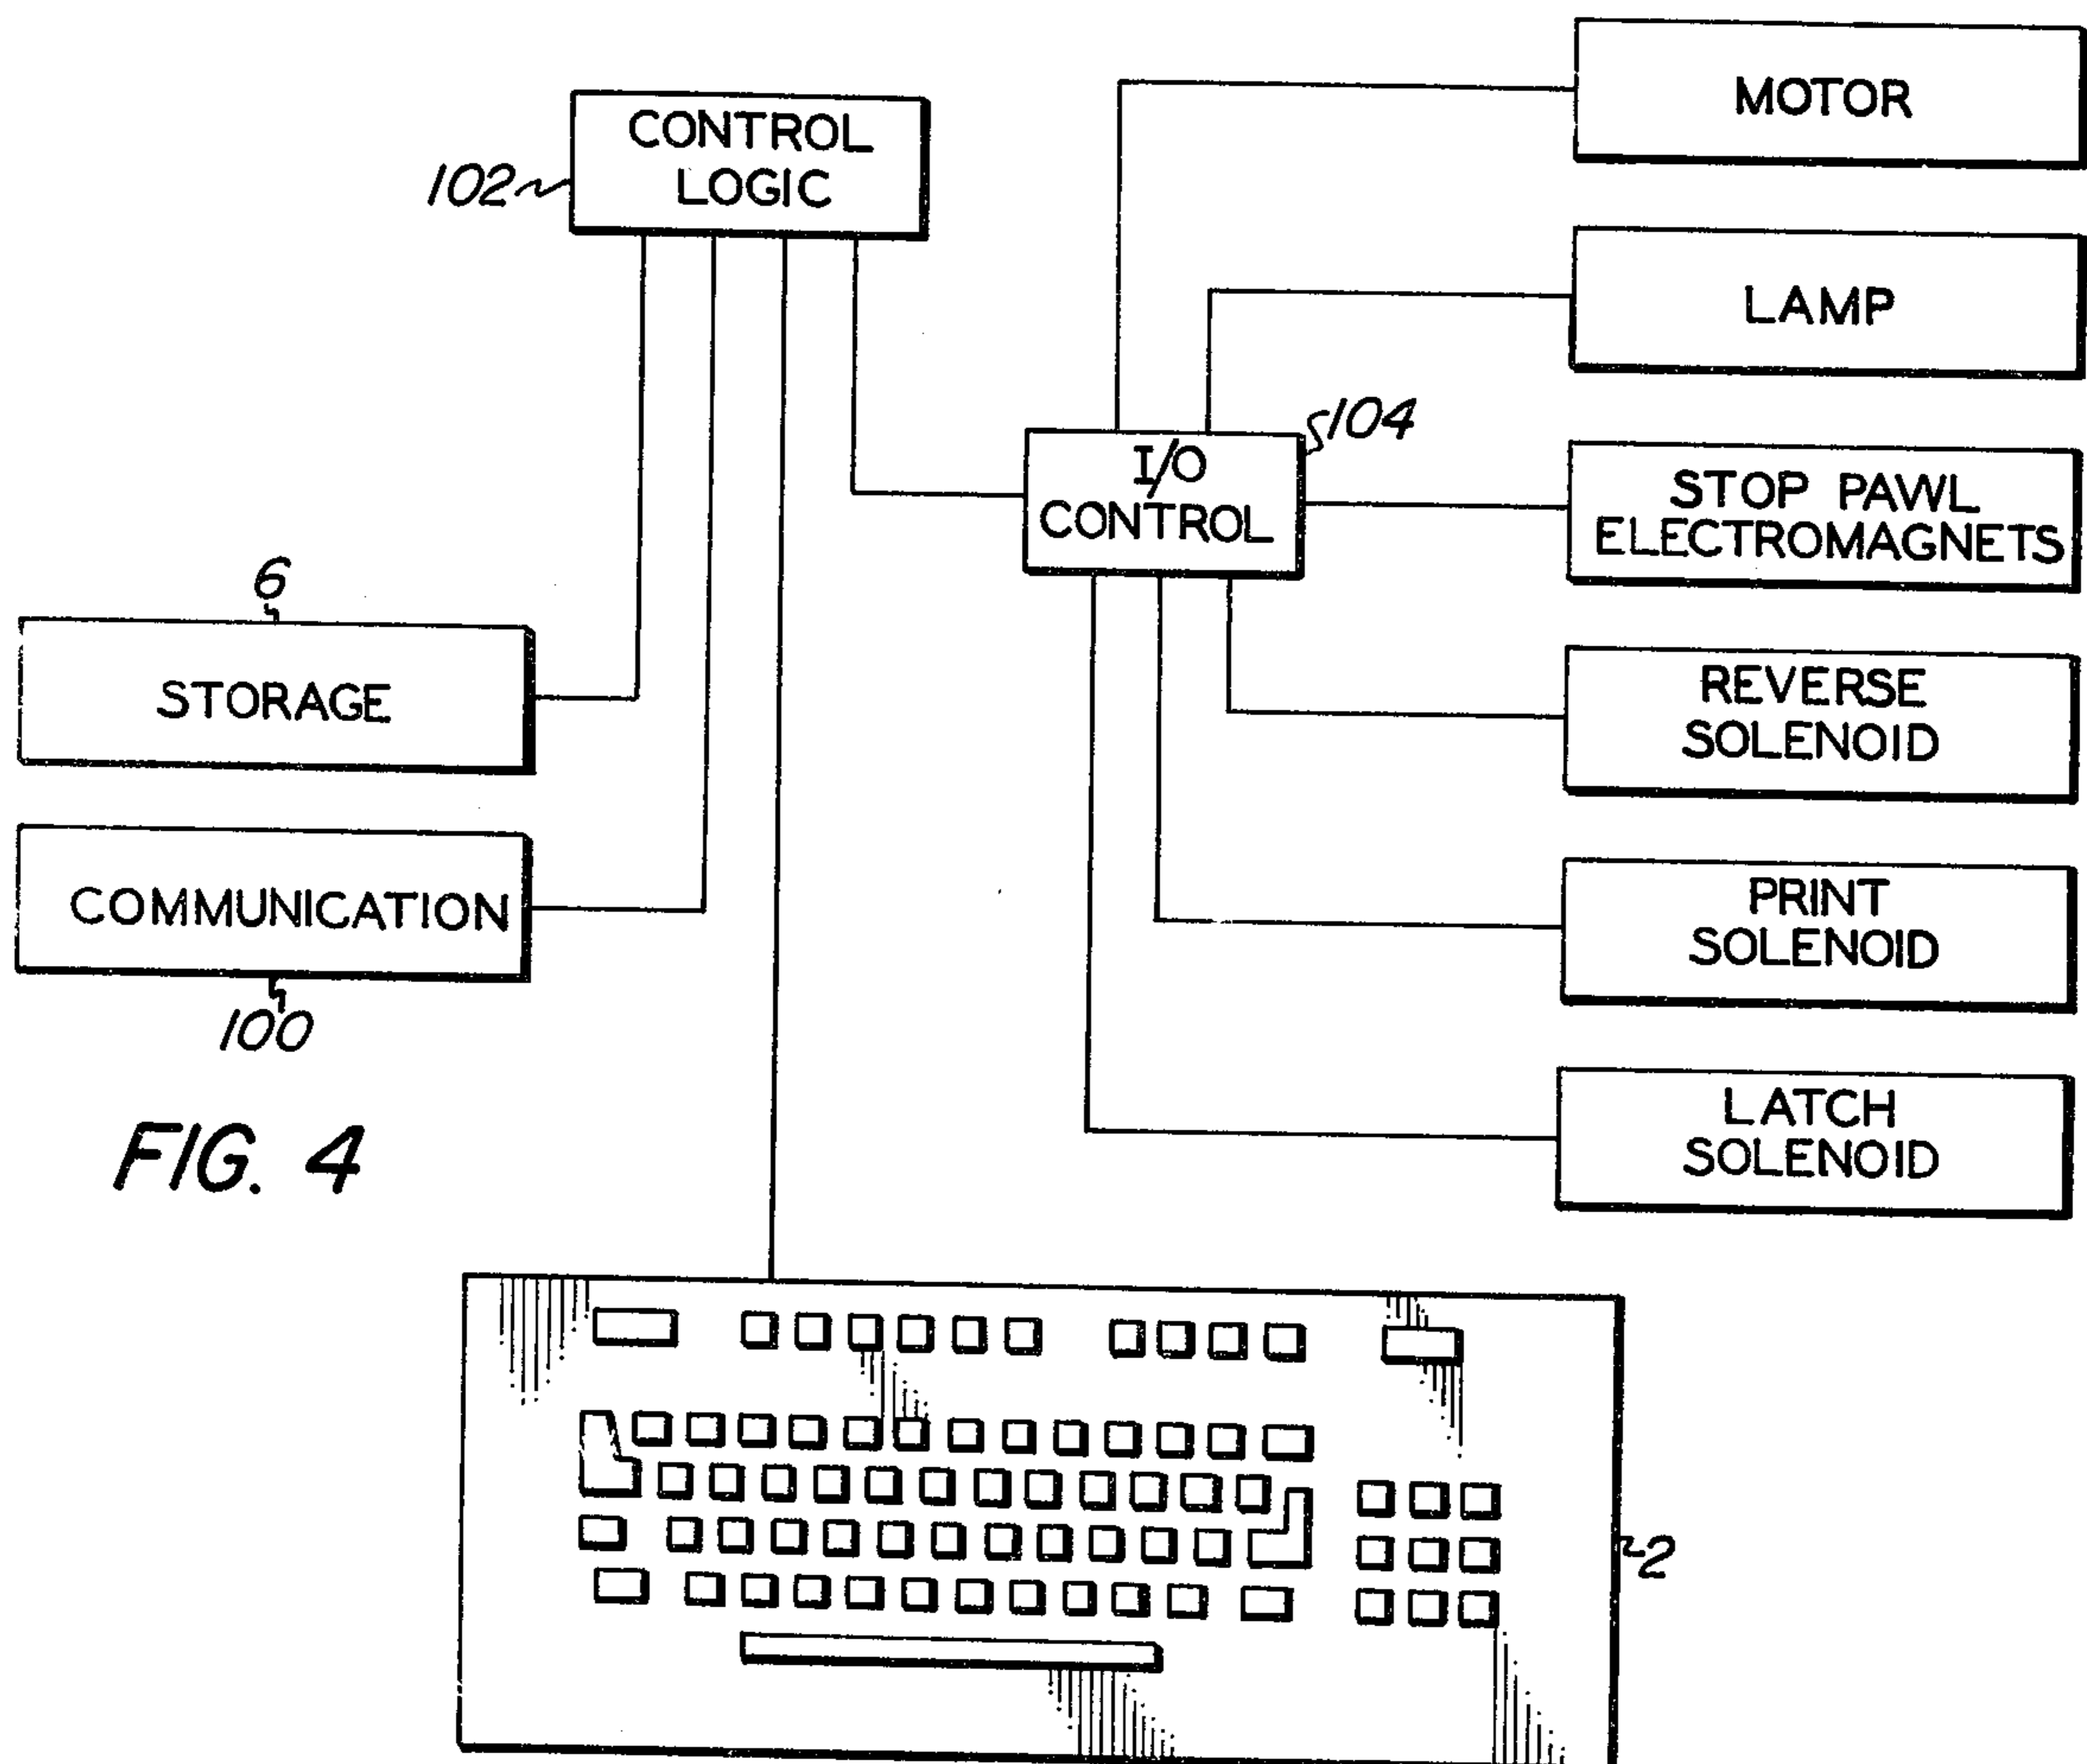 MOTOR
CONTROL
LOGIC
102
LAMP
104
I/O
CONTROL
STOP PAWL
ELECTROMAGNETS
6
STORAGE
REVERSE
SOLENOID
COMMUNICATION
100
PRINT
SOLENOID
LATCH
SOLENOID
FIG. 4
2